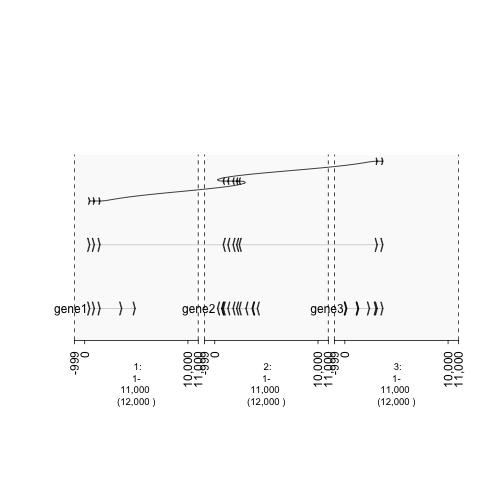 gene1 gene2 gene3
-999 0 10,000 11,000 -999 0 10,000 11,000 -999 0 10,000 11,000
1: 2: 3:
1- 1- 1-
11,000 11,000 11,000
(12,000 ) (12,000 ) (12,000 )